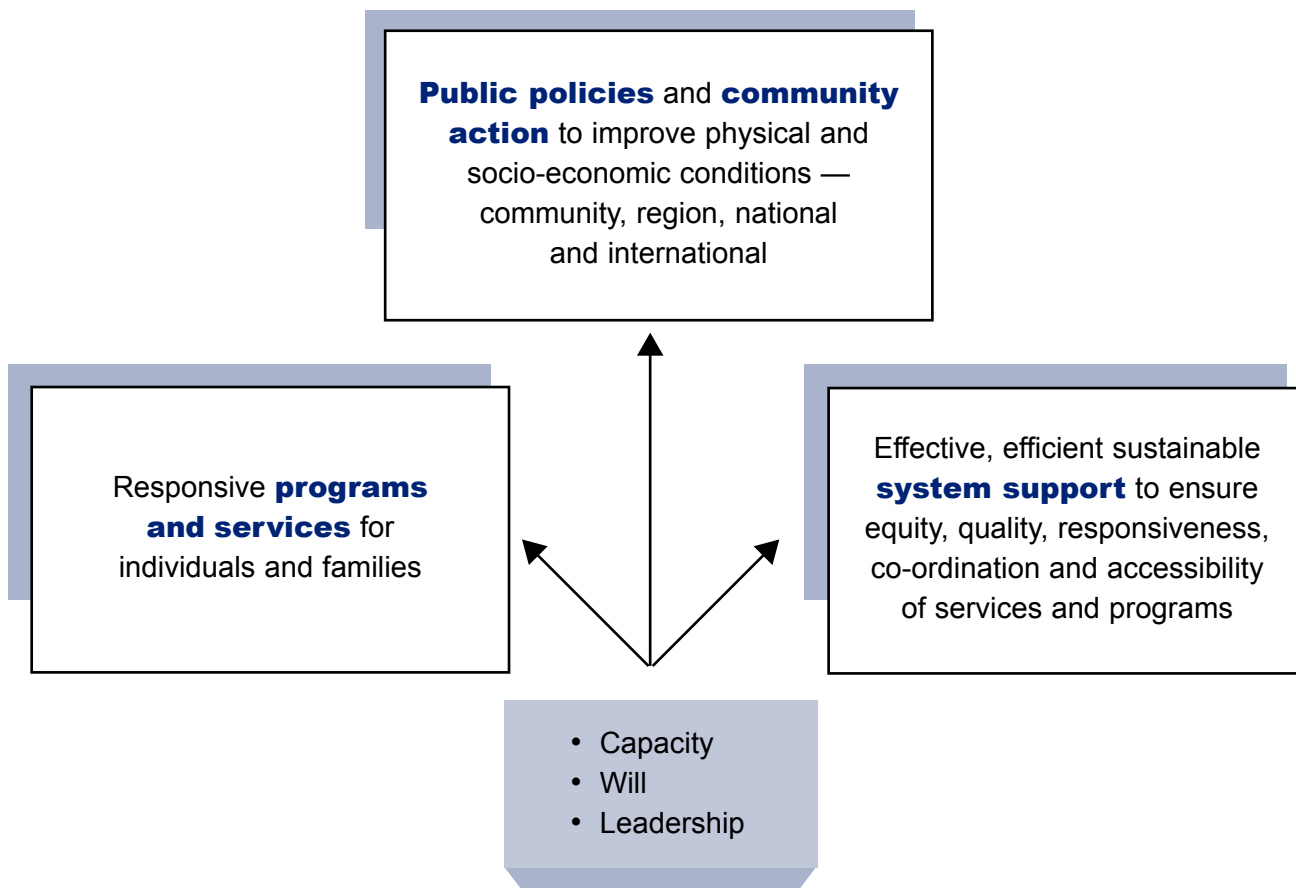 Public policies and community
action to improve physical and
socio-economic conditions —
community, region, national
and international
Responsive programs
and services for
individuals and families
Effective, efficient sustainable
system support to ensure
equity, quality, responsiveness,
co-ordination and accessibility
of services and programs
• Capacity
• Will
• Leadership